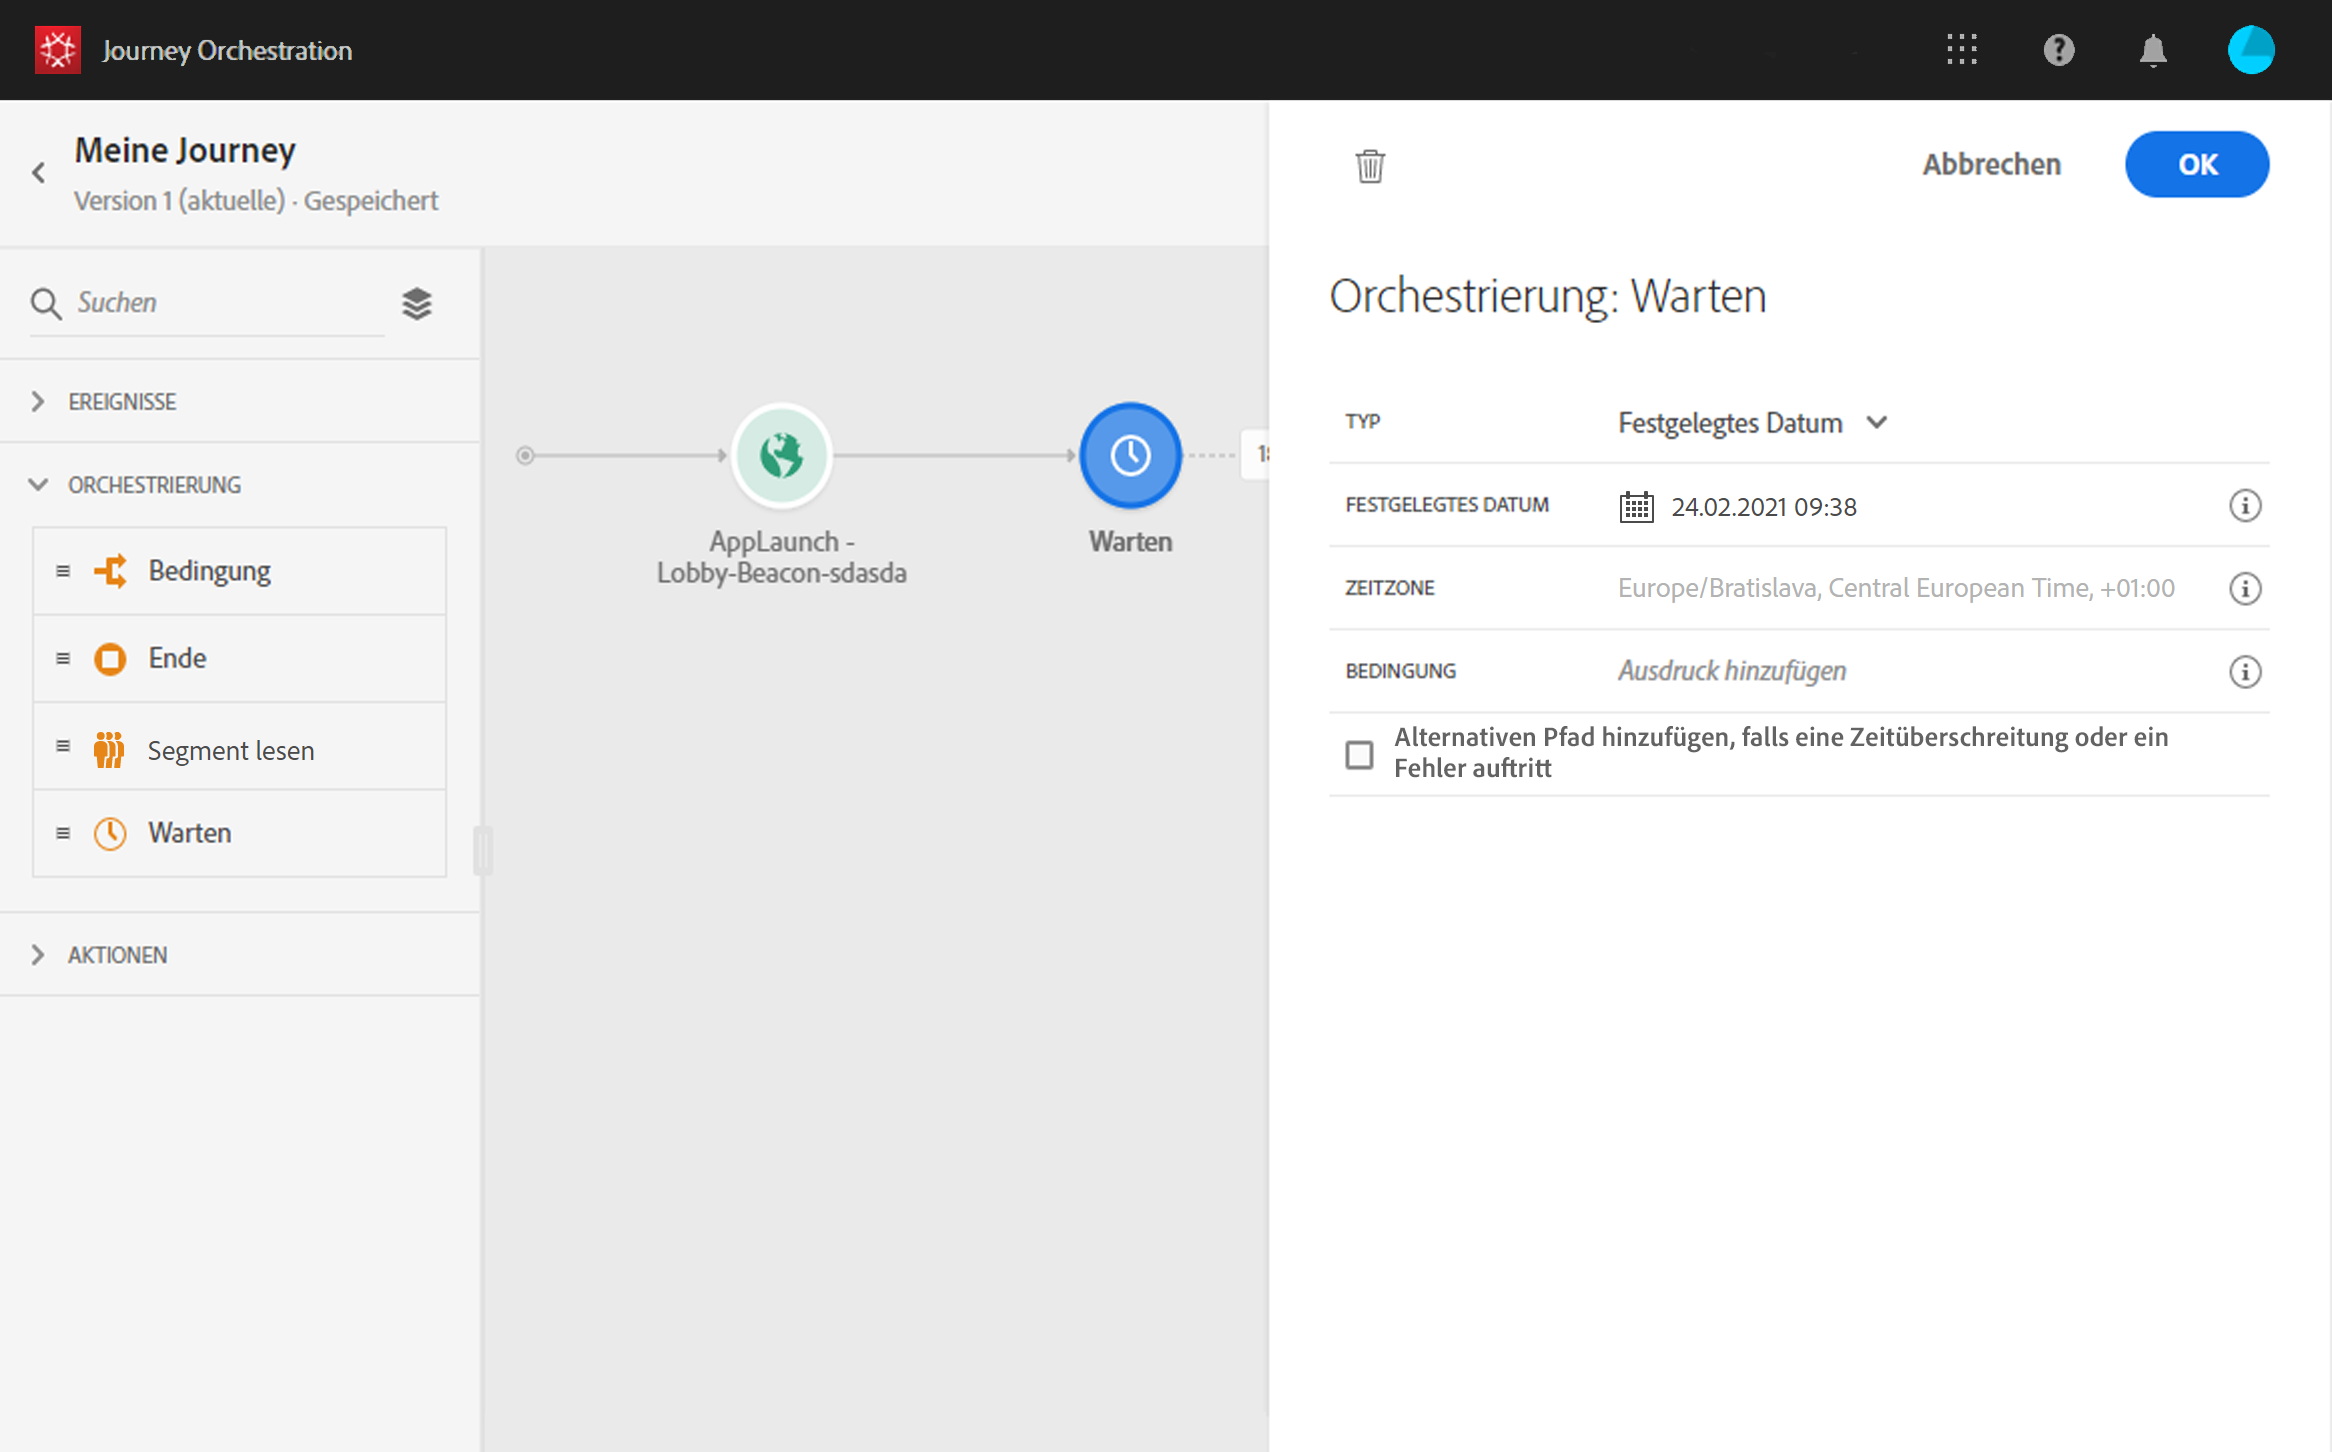 Journey Orchestration
Meine Journey
Version 1 (aktuelle) · Gespeichert
Suchen
EREIGNISSE
ORCHESTRIERUNG
Bedingung
Ende
Segment lesen
Warten
AKTIONEN
AppLaunch -
Lobby-Beacon-sdasda
Warten
Abbrechen
OK
Orchestrierung: Warten
TYP
Festgelegtes Datum
FESTGELEGTES DATUM
24.02.2021 09:38
ZEITZONE
Europe/Bratislava, Central European Time, +01:00
BEDINGUNG
Ausdruck hinzufügen
Alternativen Pfad hinzufügen, falls eine Zeitüberschreitung oder ein
Fehler auftritt